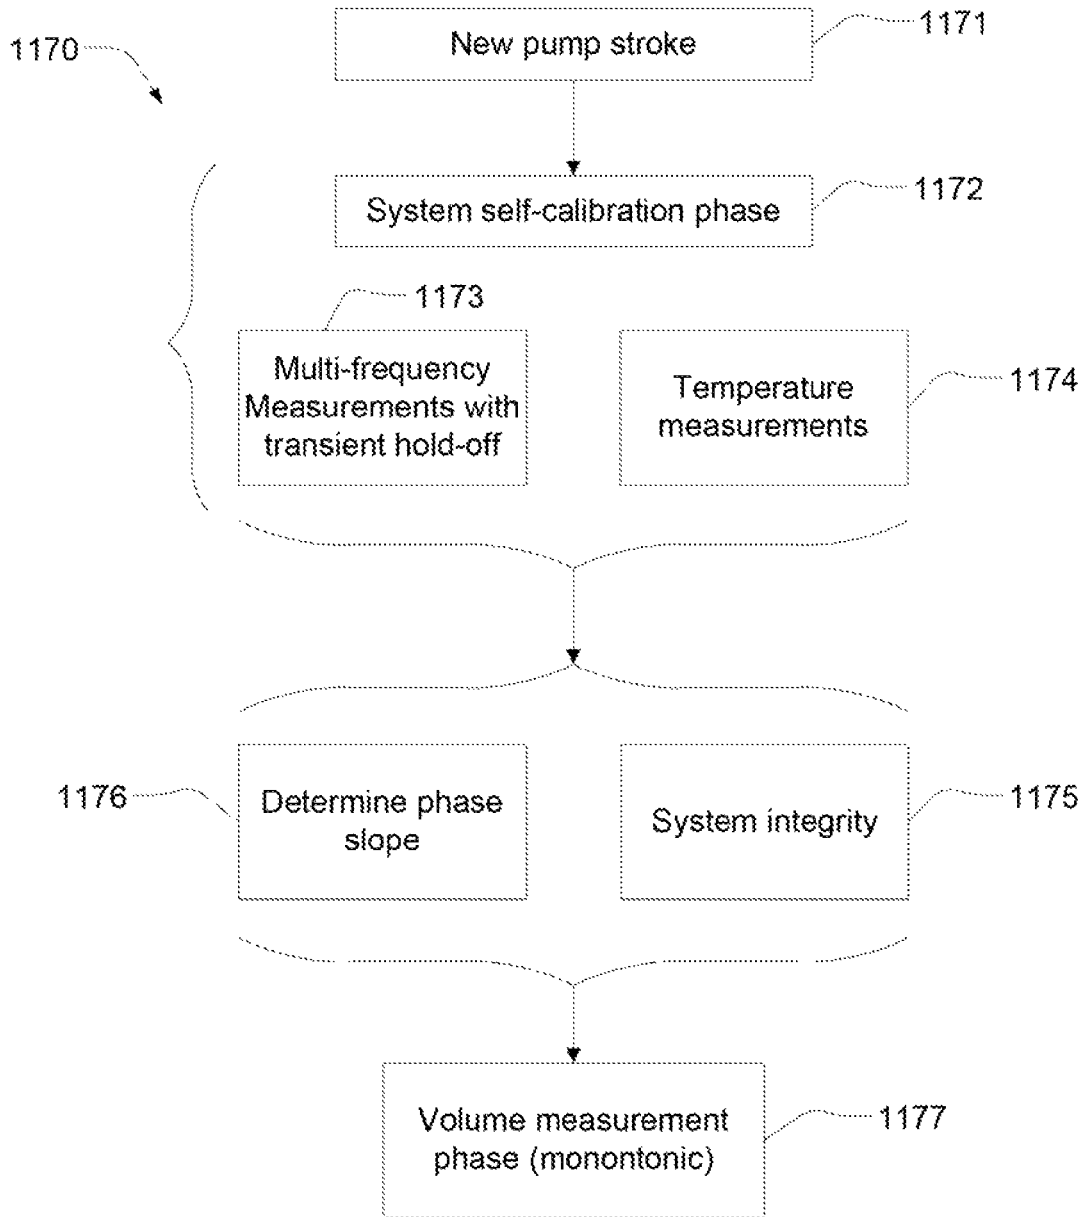 1170
New pump stroke
1171
System self-calibration phase
1172
1173
Multi-frequency
Measurements with
transient hold-off
Temperature
measurements
1174
1176
Determine phase
slope
System integrity
1175
Volume measurement
phase (monontonic)
1177